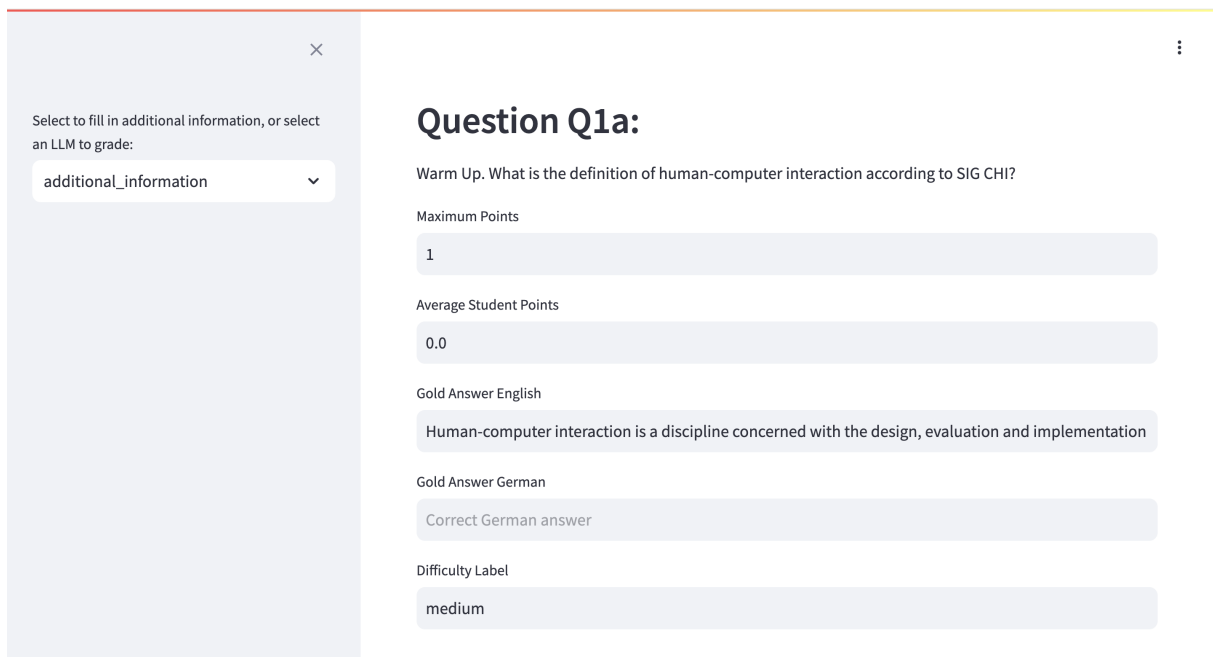 Select to fill in additional information, or select
an LLM to grade:
additional_information
Question Q1a:
Warm Up. What is the definition of human-computer interaction according to SIG CHI?
Maximum Points
1
Average Student Points
0.0
Gold Answer English
Human-computer interaction is a discipline concerned with the design, evaluation and implementation
Gold Answer German
Correct German answer
Difficulty Label
medium